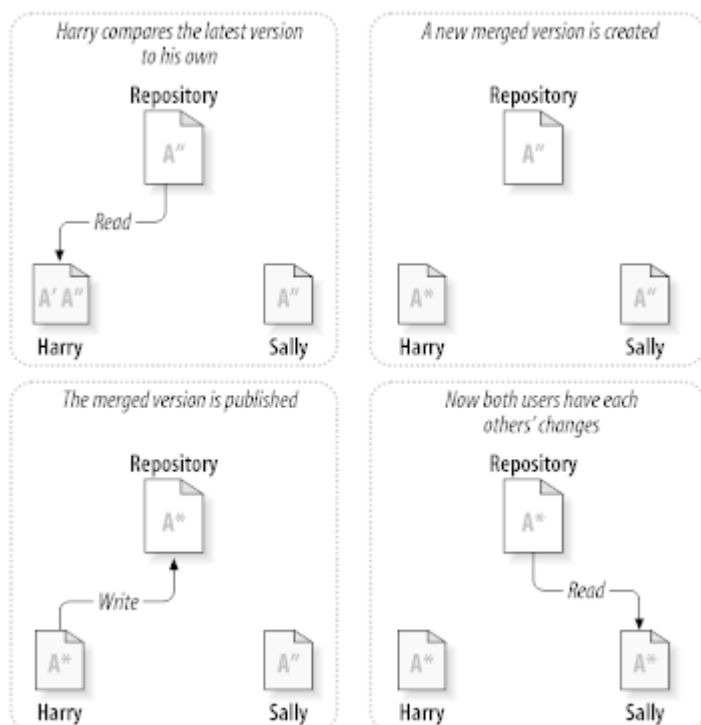 Harry compares the latest version
to his own
Repository
A″
Read
A′ A″
A″
Harry
Sally
A new merged version is created
Repository
A″
A*
A″
Harry
Sally
The merged version is published
Repository
A*
Write
A*
A″
Harry
Sally
Now both users have each
others’ changes
Repository
A*
Read
A*
A*
Harry
Sally